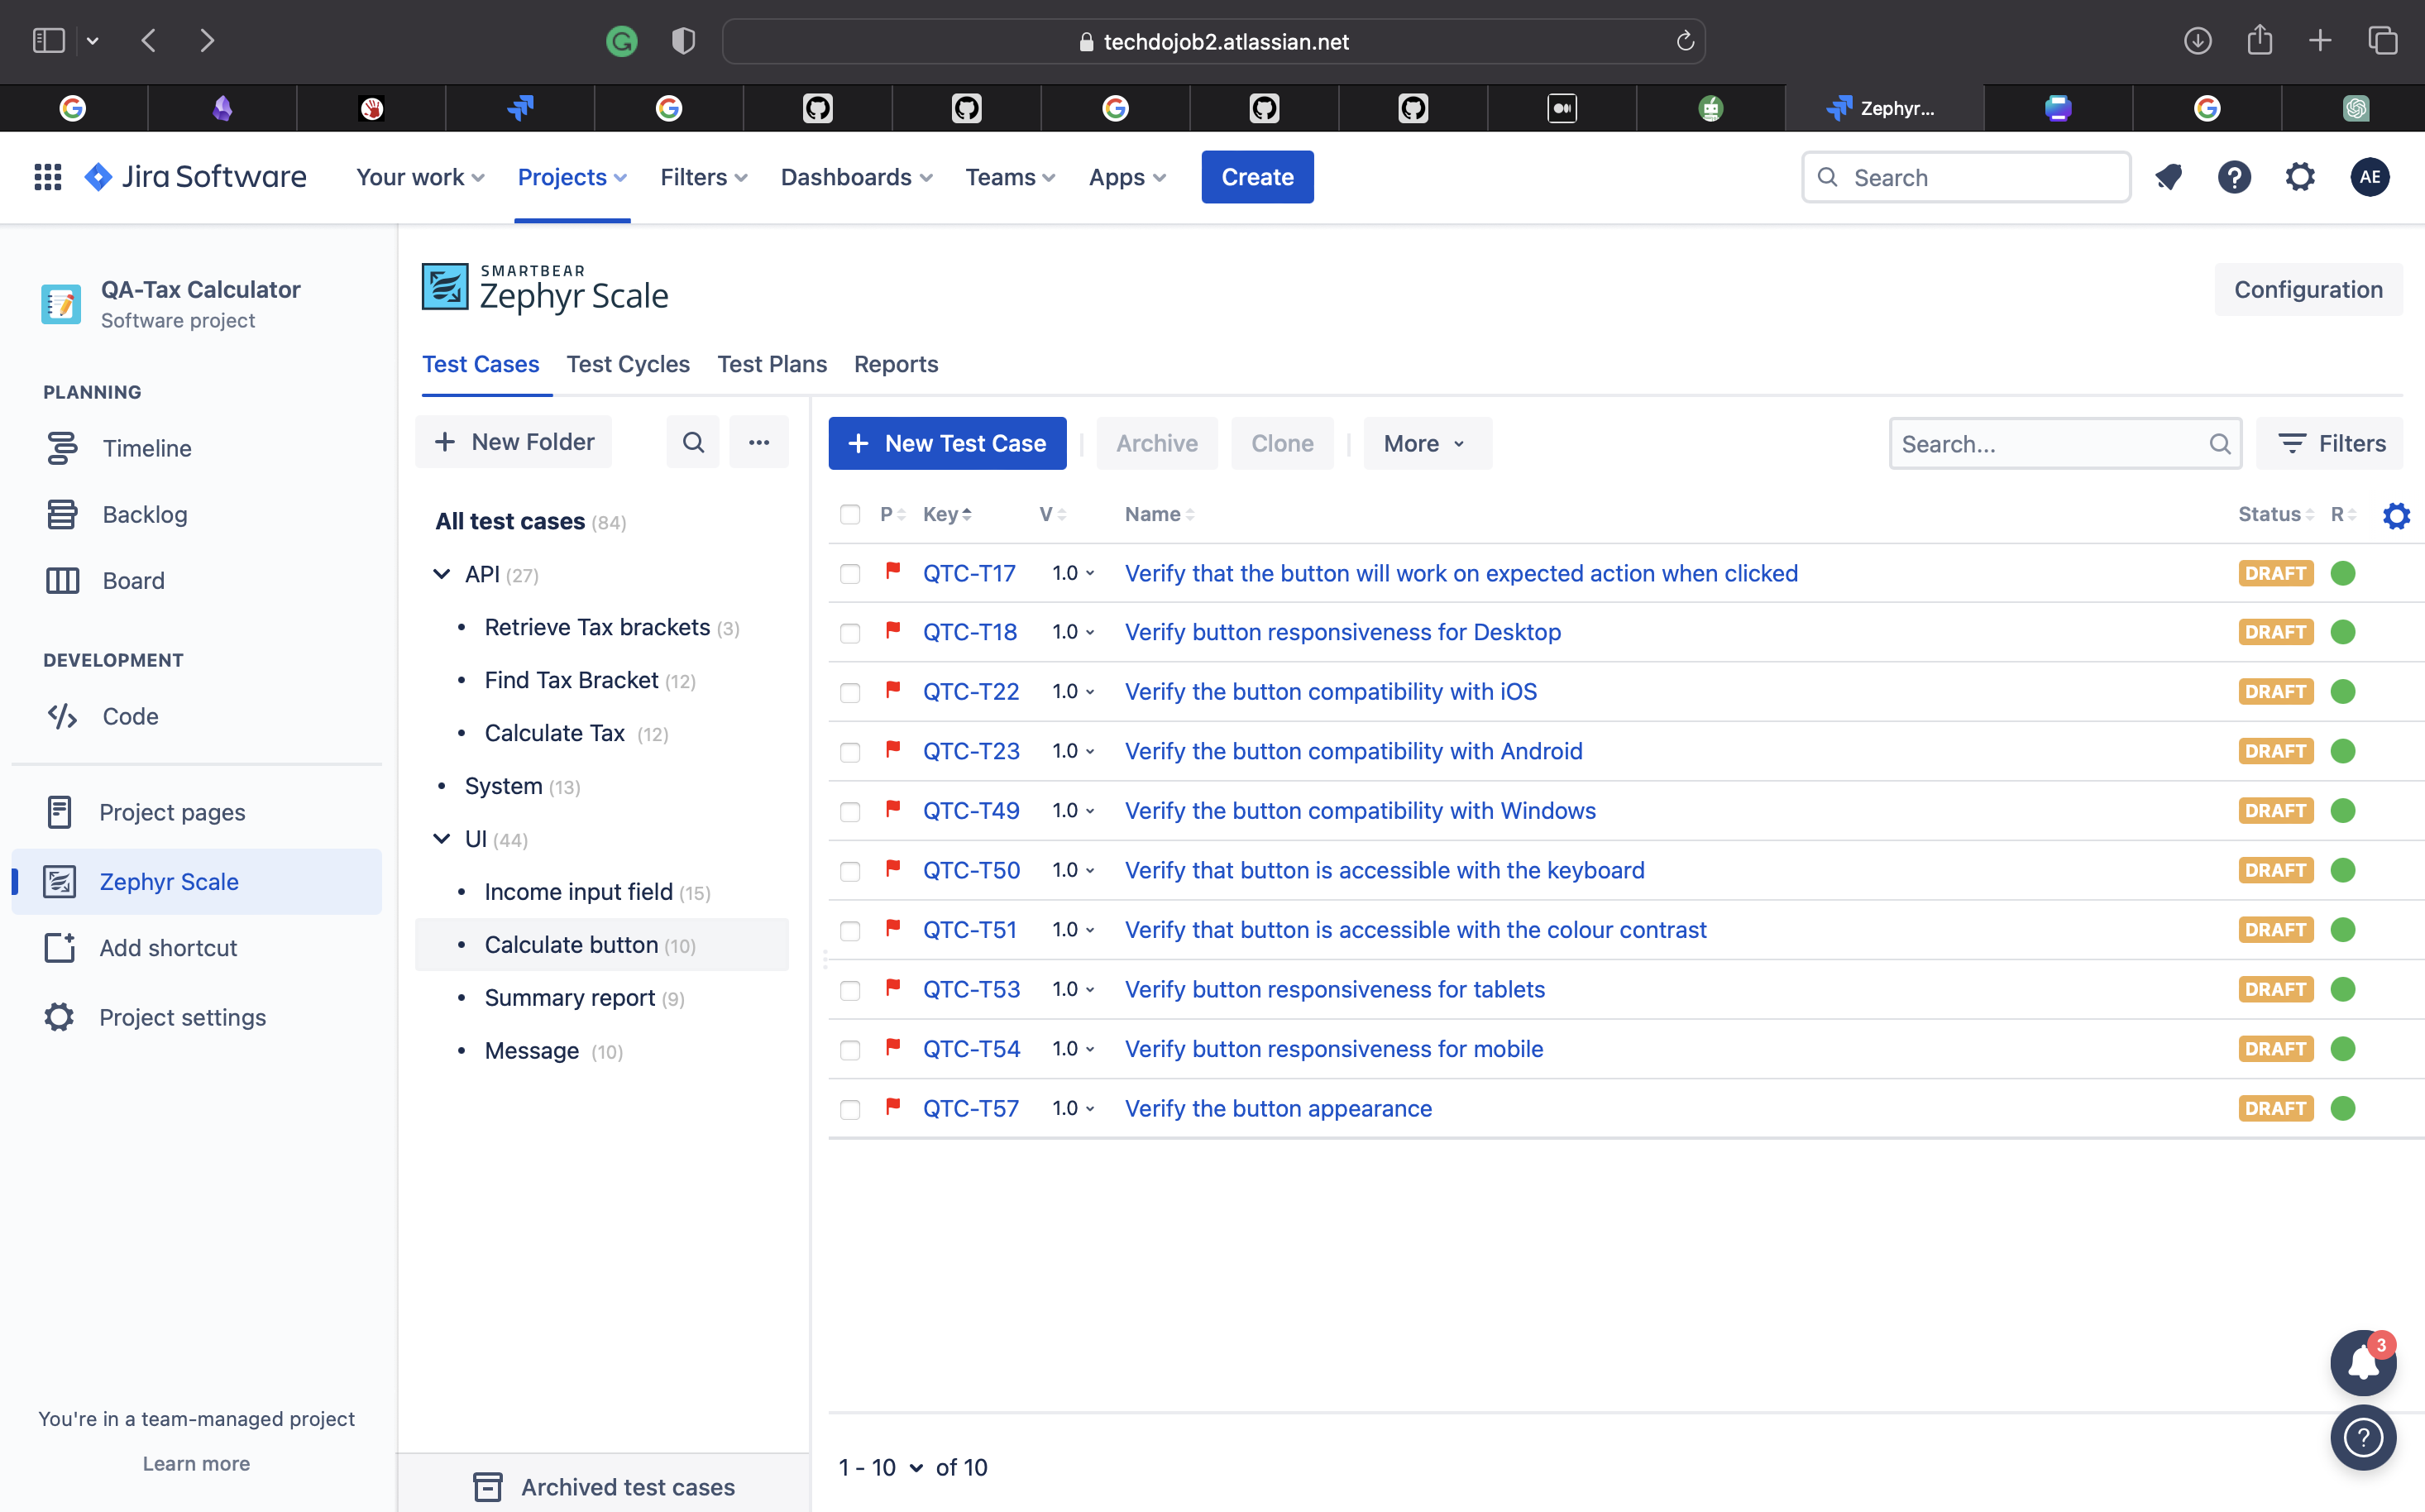 techdojob2.atlassian.net
Zephyr...
Jira Software
Your work
Projects
Filters
Dashboards
Teams
Apps
Create
Search
AE
QA-Tax Calculator
Software project
PLANNING
Timeline
Backlog
Board
DEVELOPMENT
Code
Project pages
Zephyr Scale
Add shortcut
Project settings
You're in a team-managed project
Learn more
SMARTBEAR
Zephyr Scale
Configuration
Test Cases Test Cycles Test Plans Reports
+ New Folder
All test cases (84)
API (27)
• Retrieve Tax brackets (3)
• Find Tax Bracket (12)
• Calculate Tax (12)
• System (13)
UI (44)
• Income input field (15)
• Calculate button (10)
• Summary report (9)
• Message (10)
Archived test cases
+ New Test Case
Archive
Clone
More
Search...
Filters
P Key V Name Status R
QTC-T17 1.0 Verify that the button will work on expected action when clicked DRAFT
QTC-T18 1.0 Verify button responsiveness for Desktop DRAFT
QTC-T22 1.0 Verify the button compatibility with iOS DRAFT
QTC-T23 1.0 Verify the button compatibility with Android DRAFT
QTC-T49 1.0 Verify the button compatibility with Windows DRAFT
QTC-T50 1.0 Verify that button is accessible with the keyboard DRAFT
QTC-T51 1.0 Verify that button is accessible with the colour contrast DRAFT
QTC-T53 1.0 Verify button responsiveness for tablets DRAFT
QTC-T54 1.0 Verify button responsiveness for mobile DRAFT
QTC-T57 1.0 Verify the button appearance DRAFT
1 - 10 of 10
3
?